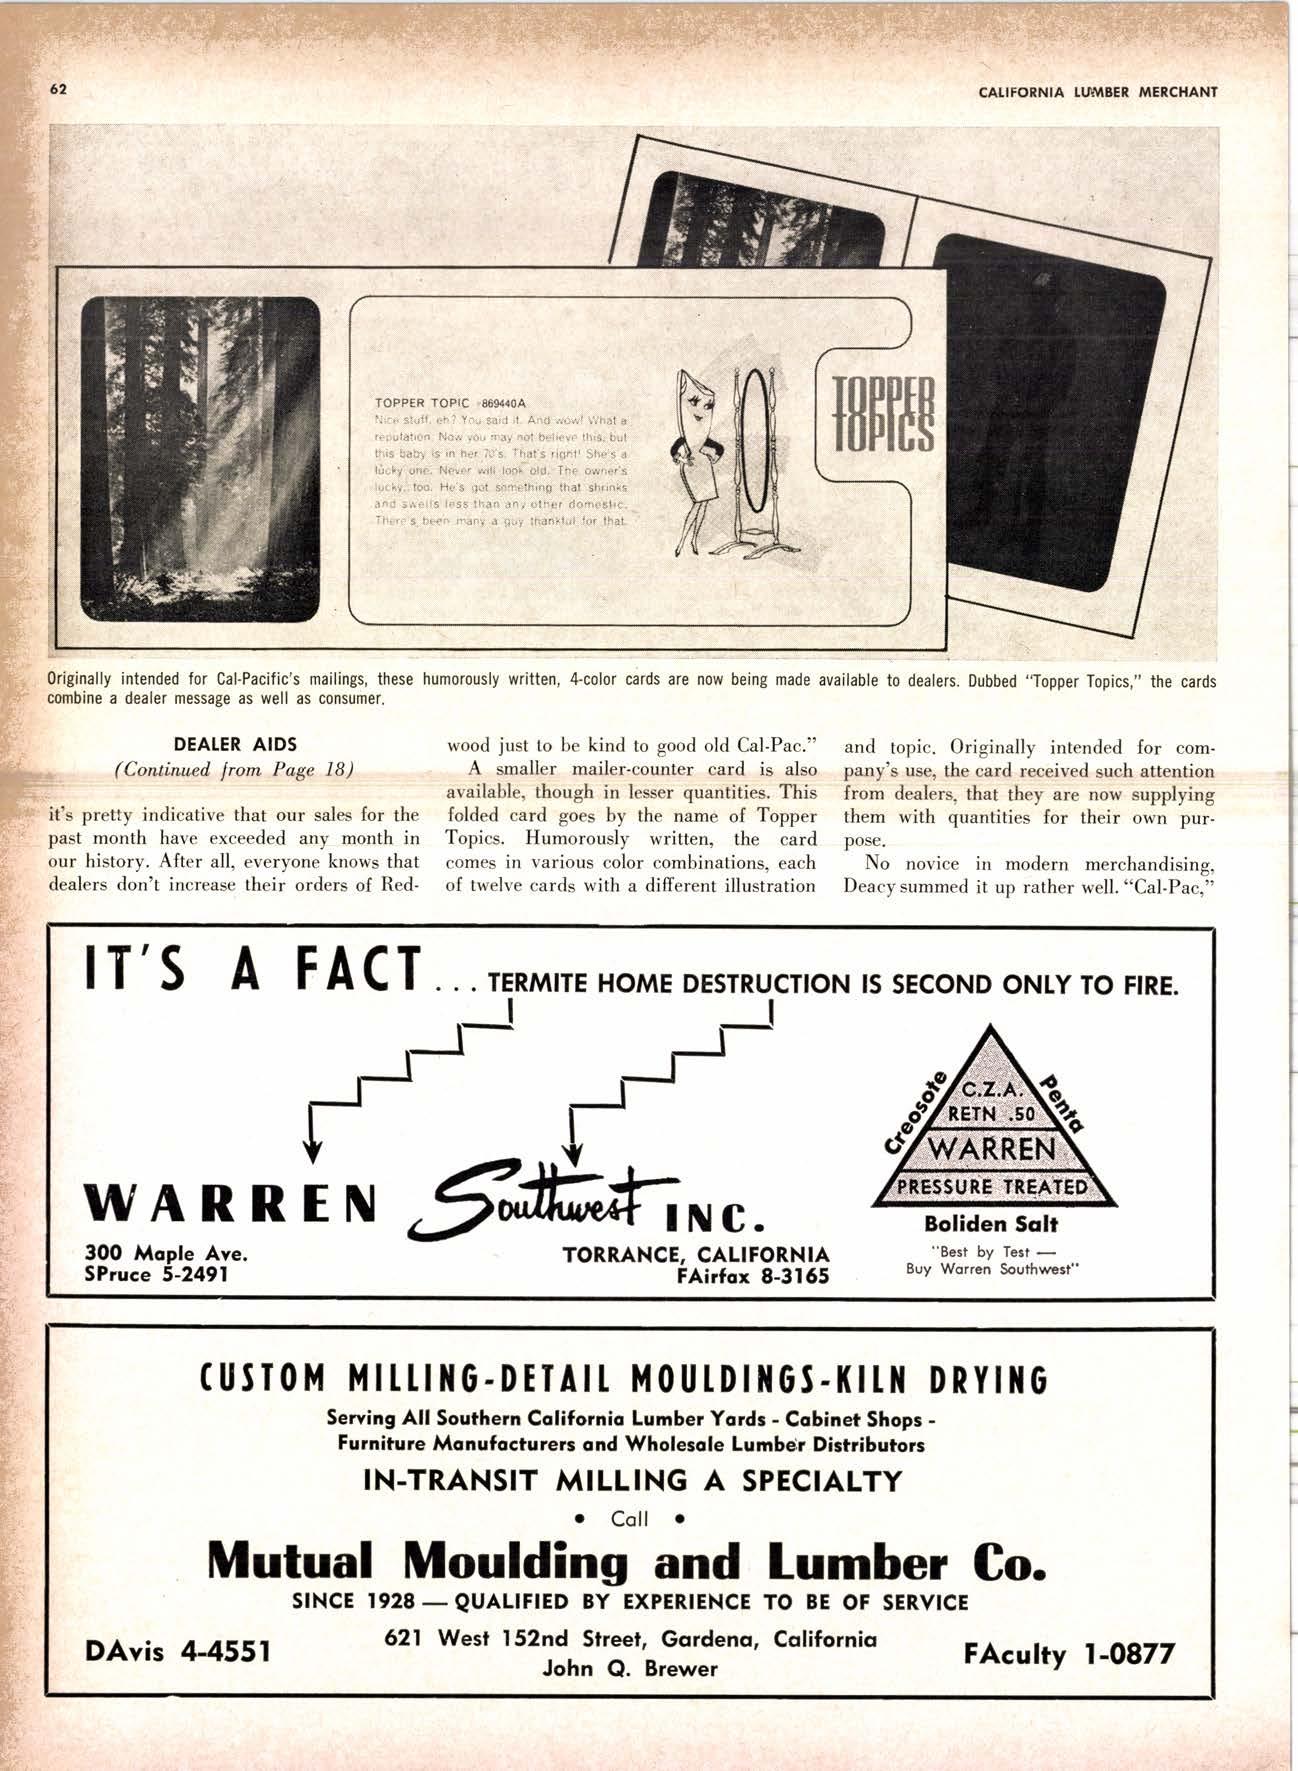 62
CALIFORNIA LUMBER MERCHANT
TOPPER TOPIC 869440A
Nice stuff, eh? You said it. And wow! What a
reputation. Now you may not believe this, but
this baby is in her 70's. That's right! She's a
lucky one. Never will look old. The owner's
lucky, too. He's got something that shrinks
and swells less than any other domestic.
There's been many a guy thankful for that.
TOPPER
TOPICS
Originally intended for Cal-Pacific's mailings, these humorously written, 4-color cards are now being made available to dealers. Dubbed "Topper Topics," the cards
combine a dealer message as well as consumer.
DEALER AIDS
(Continued from Page 18)
it's pretty indicative that our sales for the
past month have exceeded any month in
our history. After all, everyone knows that
dealers don't increase their orders of Red-
wood just to be kind to good old Cal-Pac."
A smaller mailer-counter card is also
available, though in lesser quantities. This
folded card goes by the name of Topper
Topics. Humorously written, the card
comes in various color combinations, each
of twelve cards with a different illustration
and topic. Originally intended for com-
pany's use, the card received such attention
from dealers, that they are now supplying
them with quantities for their own pur-
pose.
No novice in modern merchandising,
Deacy summed it up rather well. "Cal-Pac,"
IT'S A FACT ... TERMITE HOME DESTRUCTION IS SECOND ONLY TO FIRE.
Creosote
Penta
C.Z.A.
RETN .50
WARREN
PRESSURE TREATED
Boliden Salt
"Best by Test —
Buy Warren Southwest"
WARREN Southwest INC.
300 Maple Ave.
SPruce 5-2491
TORRANCE, CALIFORNIA
FAirfax 8-3165
CUSTOM MILLING-DETAIL MOULDINGS-KILN DRYING
Serving All Southern California Lumber Yards - Cabinet Shops -
Furniture Manufacturers and Wholesale Lumber Distributors
IN-TRANSIT MILLING A SPECIALTY
• Call •
Mutual Moulding and Lumber Co.
SINCE 1928 — QUALIFIED BY EXPERIENCE TO BE OF SERVICE
DAvis 4-4551
621 West 152nd Street, Gardena, California
John Q. Brewer
FAculty 1-0877